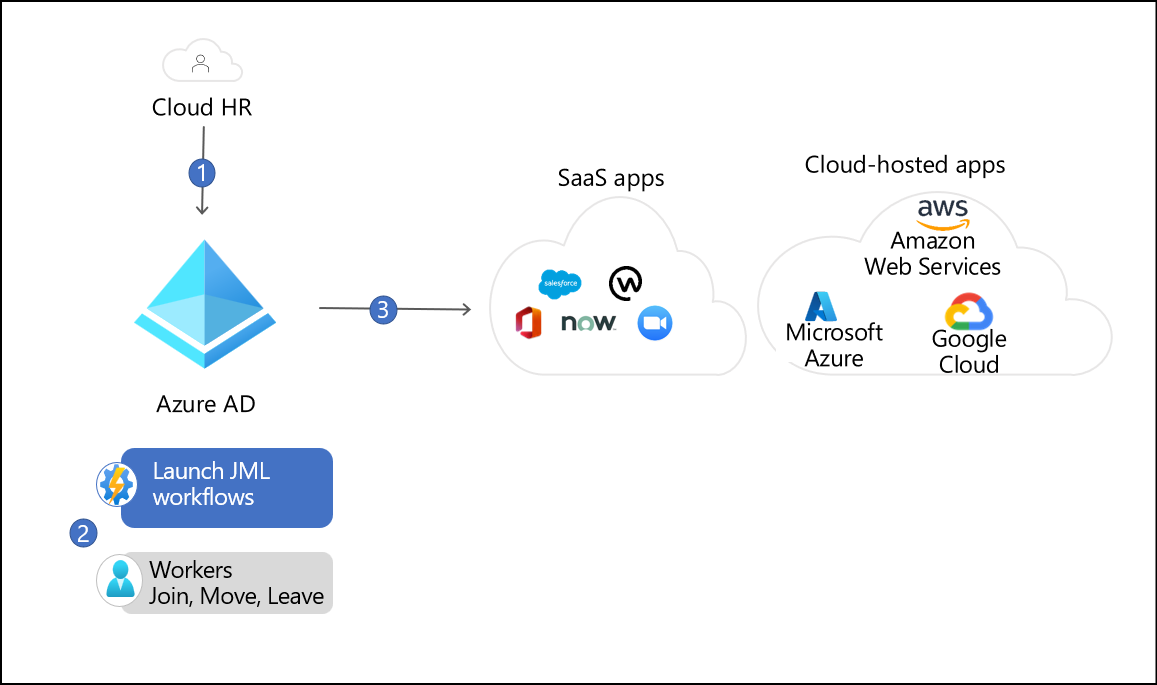 Cloud HR
1
Azure AD
Launch JML
workflows
2
Workers
Join, Move, Leave
3
SaaS apps
salesforce
now
Cloud-hosted apps
aws
Amazon
Web Services
Microsoft
Azure
Google
Cloud